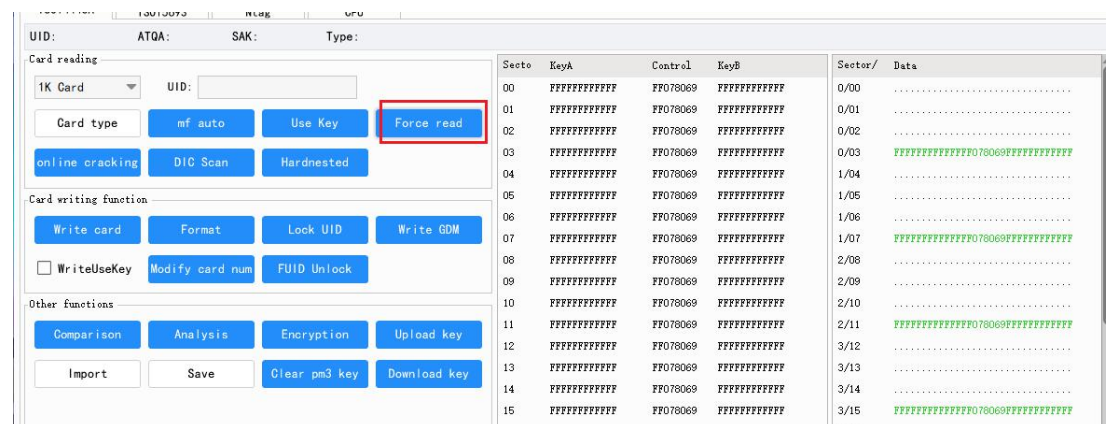 UID: ATQA: SAK: Type:
Card reading
1K Card UID:
Card type mf auto Use Key Force read
online cracking DIC Scan Hardnested
Card writing function
Write card Format Lock UID Write GDM
WriteUseKey Modify card num FUID Unlock
Other functions
Comparison Analysis Encryption Upload key
Import Save Clear pm3 key Download key
Secto KeyA Control KeyB
00 FFFFFFFFFFFF FF078069 FFFFFFFFFFFF
01 FFFFFFFFFFFF FF078069 FFFFFFFFFFFF
02 FFFFFFFFFFFF FF078069 FFFFFFFFFFFF
03 FFFFFFFFFFFF FF078069 FFFFFFFFFFFF
04 FFFFFFFFFFFF FF078069 FFFFFFFFFFFF
05 FFFFFFFFFFFF FF078069 FFFFFFFFFFFF
06 FFFFFFFFFFFF FF078069 FFFFFFFFFFFF
07 FFFFFFFFFFFF FF078069 FFFFFFFFFFFF
08 FFFFFFFFFFFF FF078069 FFFFFFFFFFFF
09 FFFFFFFFFFFF FF078069 FFFFFFFFFFFF
10 FFFFFFFFFFFF FF078069 FFFFFFFFFFFF
11 FFFFFFFFFFFF FF078069 FFFFFFFFFFFF
12 FFFFFFFFFFFF FF078069 FFFFFFFFFFFF
13 FFFFFFFFFFFF FF078069 FFFFFFFFFFFF
14 FFFFFFFFFFFF FF078069 FFFFFFFFFFFF
15 FFFFFFFFFFFF FF078069 FFFFFFFFFFFF
Sector/ Data
0/00 ................................
0/01 ................................
0/02 ................................
0/03 FFFFFFFFFFFFFF078069FFFFFFFFFFFF
1/04 ................................
1/05 ................................
1/06 ................................
1/07 FFFFFFFFFFFFFF078069FFFFFFFFFFFF
2/08 ................................
2/09 ................................
2/10 ................................
2/11 FFFFFFFFFFFFFF078069FFFFFFFFFFFF
3/12 ................................
3/13 ................................
3/14 ................................
3/15 FFFFFFFFFFFFFF078069FFFFFFFFFFFF